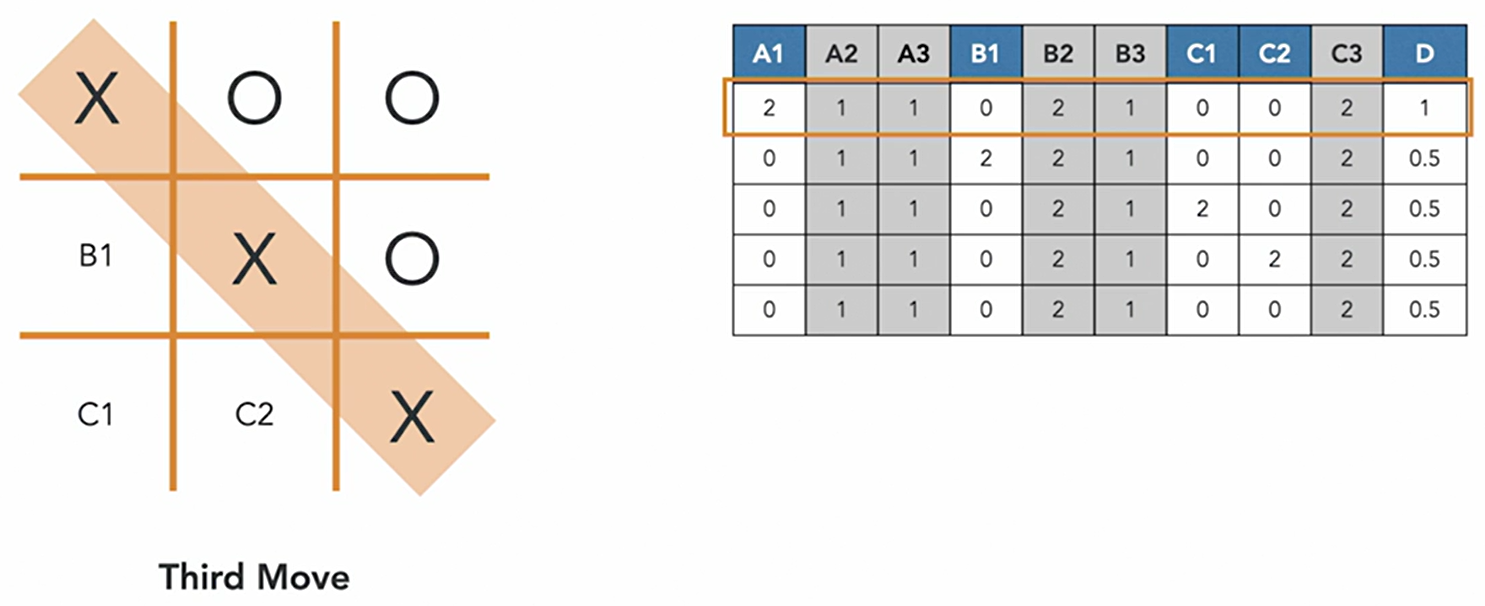 X O O
B1 X O
C1 C2 X
Third Move
A1 A2 A3 B1 B2 B3 C1 C2 C3 D
2 1 1 0 2 1 0 0 2 1
0 1 1 2 2 1 0 0 2 0.5
0 1 1 0 2 1 2 0 2 0.5
0 1 1 0 2 1 0 2 2 0.5
0 1 1 0 2 1 0 0 2 0.5